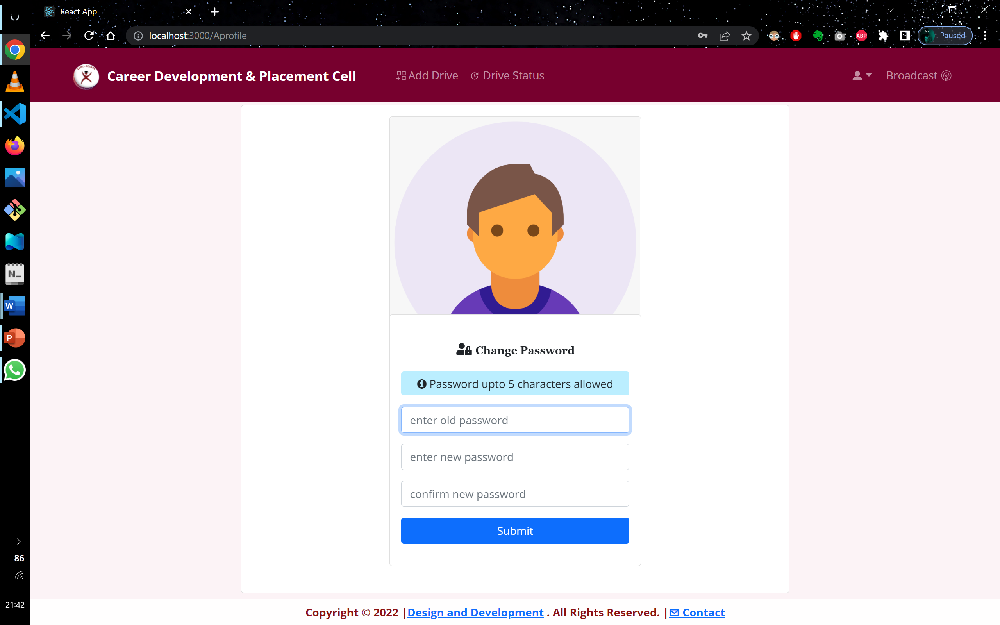 React App
localhost:3000/Aprofile
ABP
Paused
Career Development & Placement Cell
Add Drive
Drive Status
Broadcast
N_
W
P
Change Password
Password upto 5 characters allowed
enter old password
enter new password
confirm new password
Submit
86
21:42
Copyright © 2022 |Design and Development . All Rights Reserved. | Contact